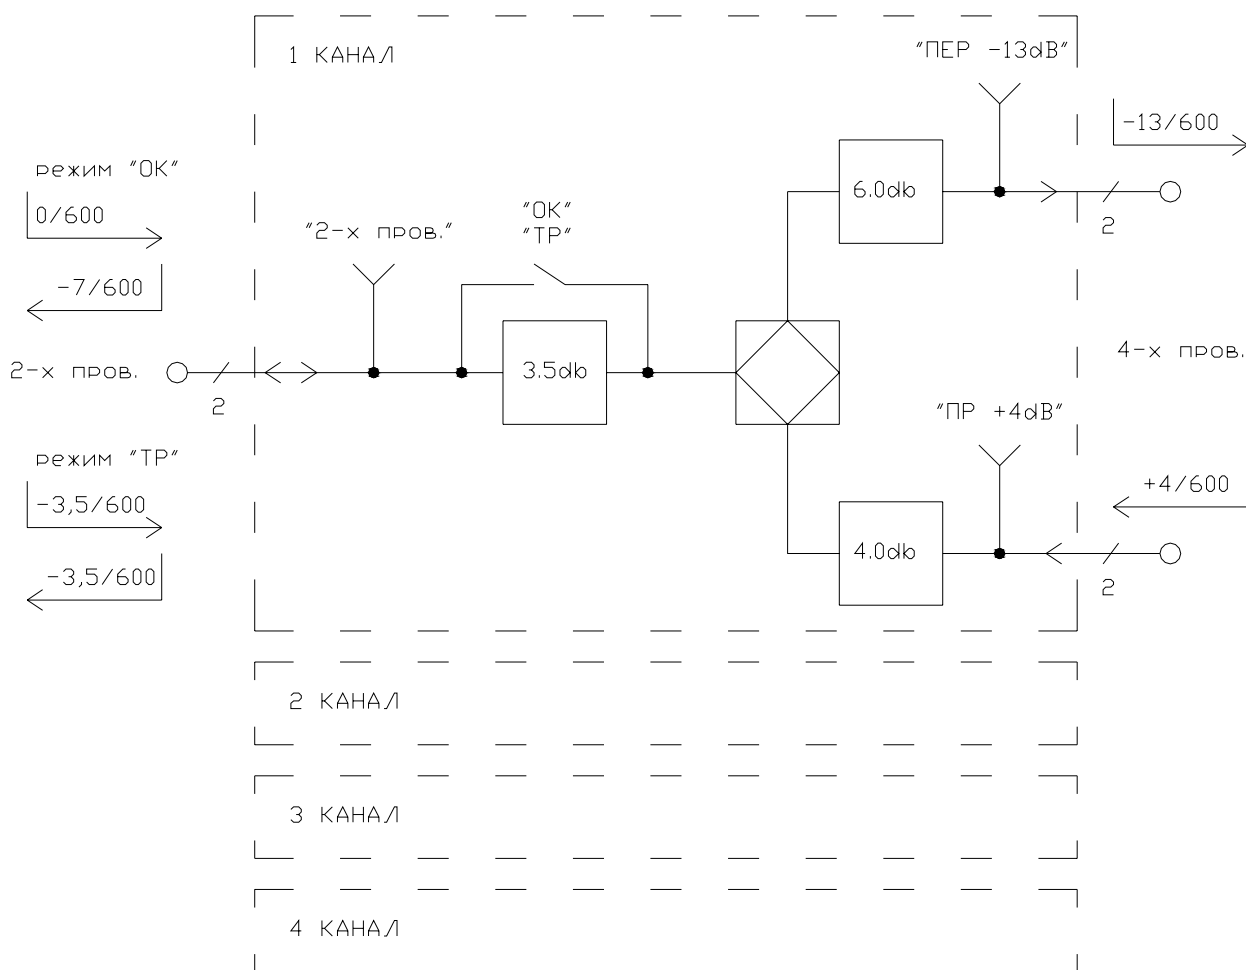 1 КАНАЛ
"ПЕР -13dB"
-13/600
режим "ОК"
0/600
6.0db
2
"2-х пров."
"ОК"
"ТР"
-7/600
2-х пров.
2
3.5db
4-х пров.
"ПР +4dB"
режим "ТР"
-3,5/600
+4/600
-3,5/600
4.0db
2
2 КАНАЛ
3 КАНАЛ
4 КАНАЛ